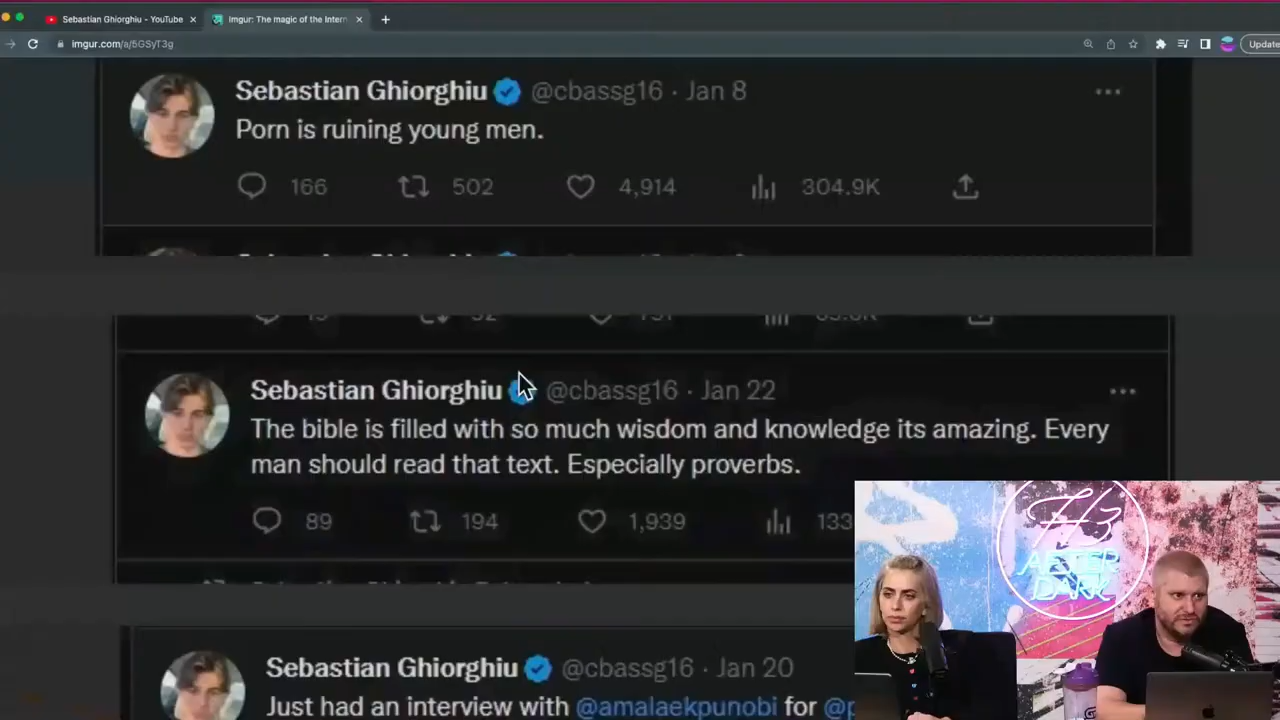 Sebastian Ghiorghiu - YouTube
Imgur: The magic of the Intern
imgur.com/a/5GSyT3g
Update
Sebastian Ghiorghiu @cbassg16 · Jan 8
Porn is ruining young men.
166 502 4,914 304.9K
Sebastian Ghiorghiu @cbassg16 · Jan 22
The bible is filled with so much wisdom and knowledge its amazing. Every
man should read that text. Especially proverbs.
89 194 1,939 133
H3
AFTER
DARK
Sebastian Ghiorghiu @cbassg16 · Jan 20
Just had an interview with @amalaekpunobi for @p